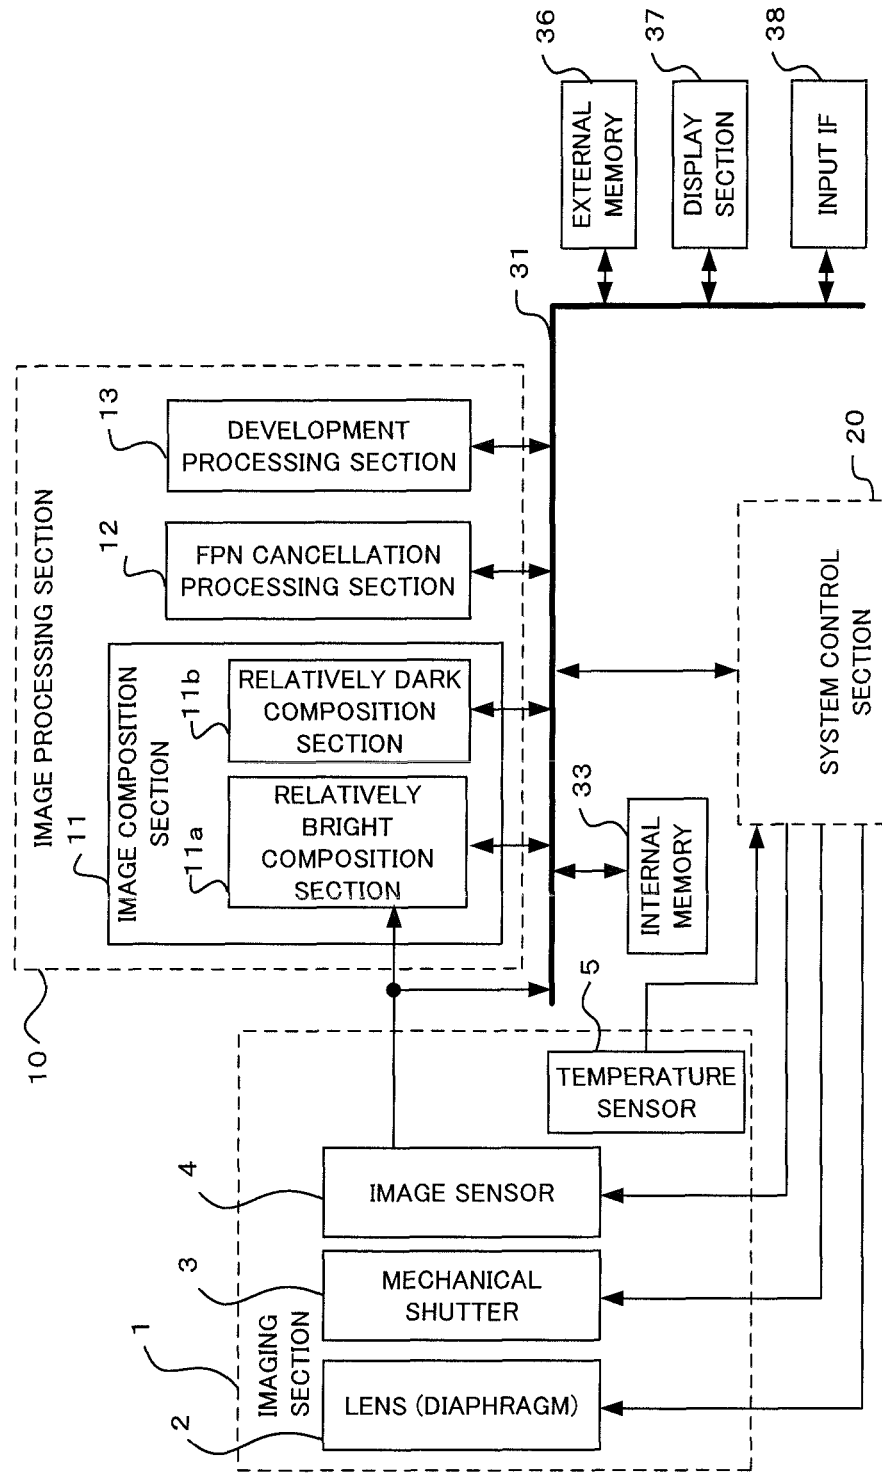 IMAGING
SECTION
1
LENS (DIAPHRAGM)
2
MECHANICAL
SHUTTER
3
IMAGE SENSOR
4
TEMPERATURE
SENSOR
5
IMAGE PROCESSING SECTION
10
IMAGE COMPOSITION
SECTION
11
RELATIVELY
BRIGHT
COMPOSITION
SECTION
11a
RELATIVELY DARK
COMPOSITION
SECTION
11b
FPN CANCELLATION
PROCESSING SECTION
12
DEVELOPMENT
PROCESSING SECTION
13
31
INTERNAL
MEMORY
33
SYSTEM CONTROL
SECTION
20
EXTERNAL
MEMORY
36
DISPLAY
SECTION
37
INPUT IF
38